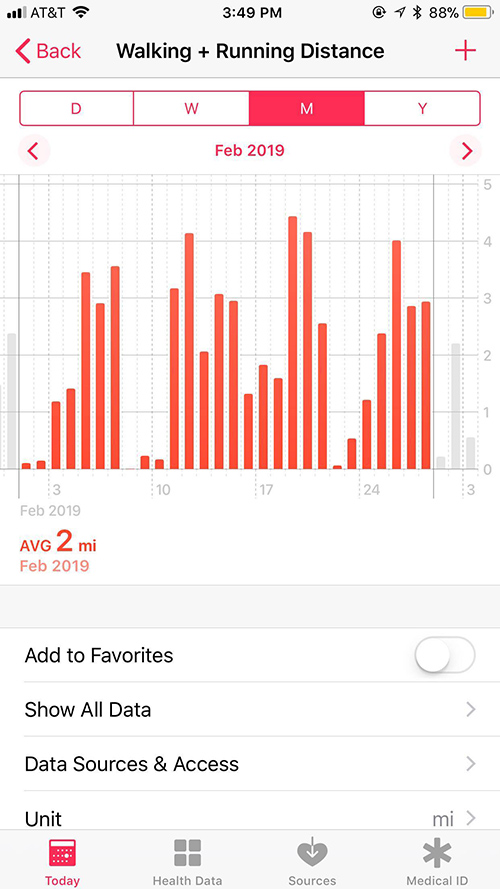 AT&T 3:49 PM 88%
Back Walking + Running Distance +
D W M Y
Feb 2019
5
4
3
2
1
0
3 10 17 24 3
Feb 2019
AVG 2 mi
Feb 2019
Add to Favorites
Show All Data
Data Sources & Access
Unit mi
Today Health Data Sources Medical ID